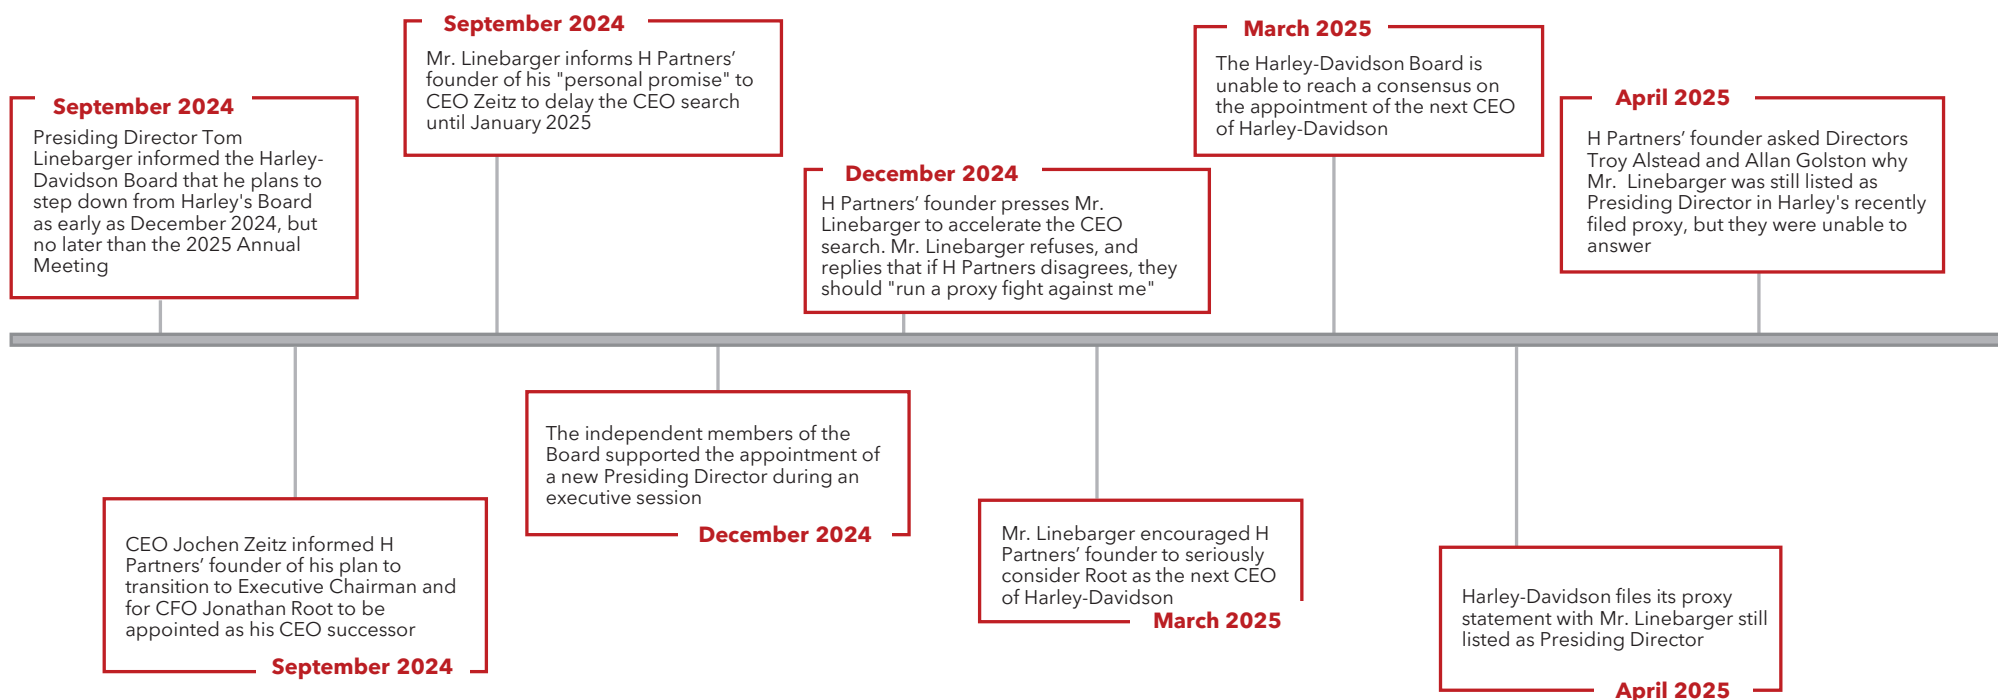 September 2024
Presiding Director Tom
Linebarger informed the Harley-
Davidson Board that he plans to
step down from Harley's Board
as early as December 2024, but
no later than the 2025 Annual
Meeting
CEO Jochen Zeitz informed H
Partners’ founder of his plan to
transition to Executive Chairman and
for CFO Jonathan Root to be
appointed as his CEO successor
September 2024
September 2024
Mr. Linebarger informs H Partners’
founder of his "personal promise" to
CEO Zeitz to delay the CEO search
until January 2025
The independent members of the
Board supported the appointment of
a new Presiding Director during an
executive session
December 2024
December 2024
H Partners’ founder presses Mr.
Linebarger to accelerate the CEO
search. Mr. Linebarger refuses, and
replies that if H Partners disagrees, they
should "run a proxy fight against me"
Mr. Linebarger encouraged H
Partners’ founder to seriously
consider Root as the next CEO
of Harley-Davidson
March 2025
March 2025
The Harley-Davidson Board is
unable to reach a consensus on
the appointment of the next CEO
of Harley-Davidson
Harley-Davidson files its proxy
statement with Mr. Linebarger still
listed as Presiding Director
April 2025
April 2025
H Partners’ founder asked Directors
Troy Alstead and Allan Golston why
Mr. Linebarger was still listed as
Presiding Director in Harley's recently
filed proxy, but they were unable to
answer